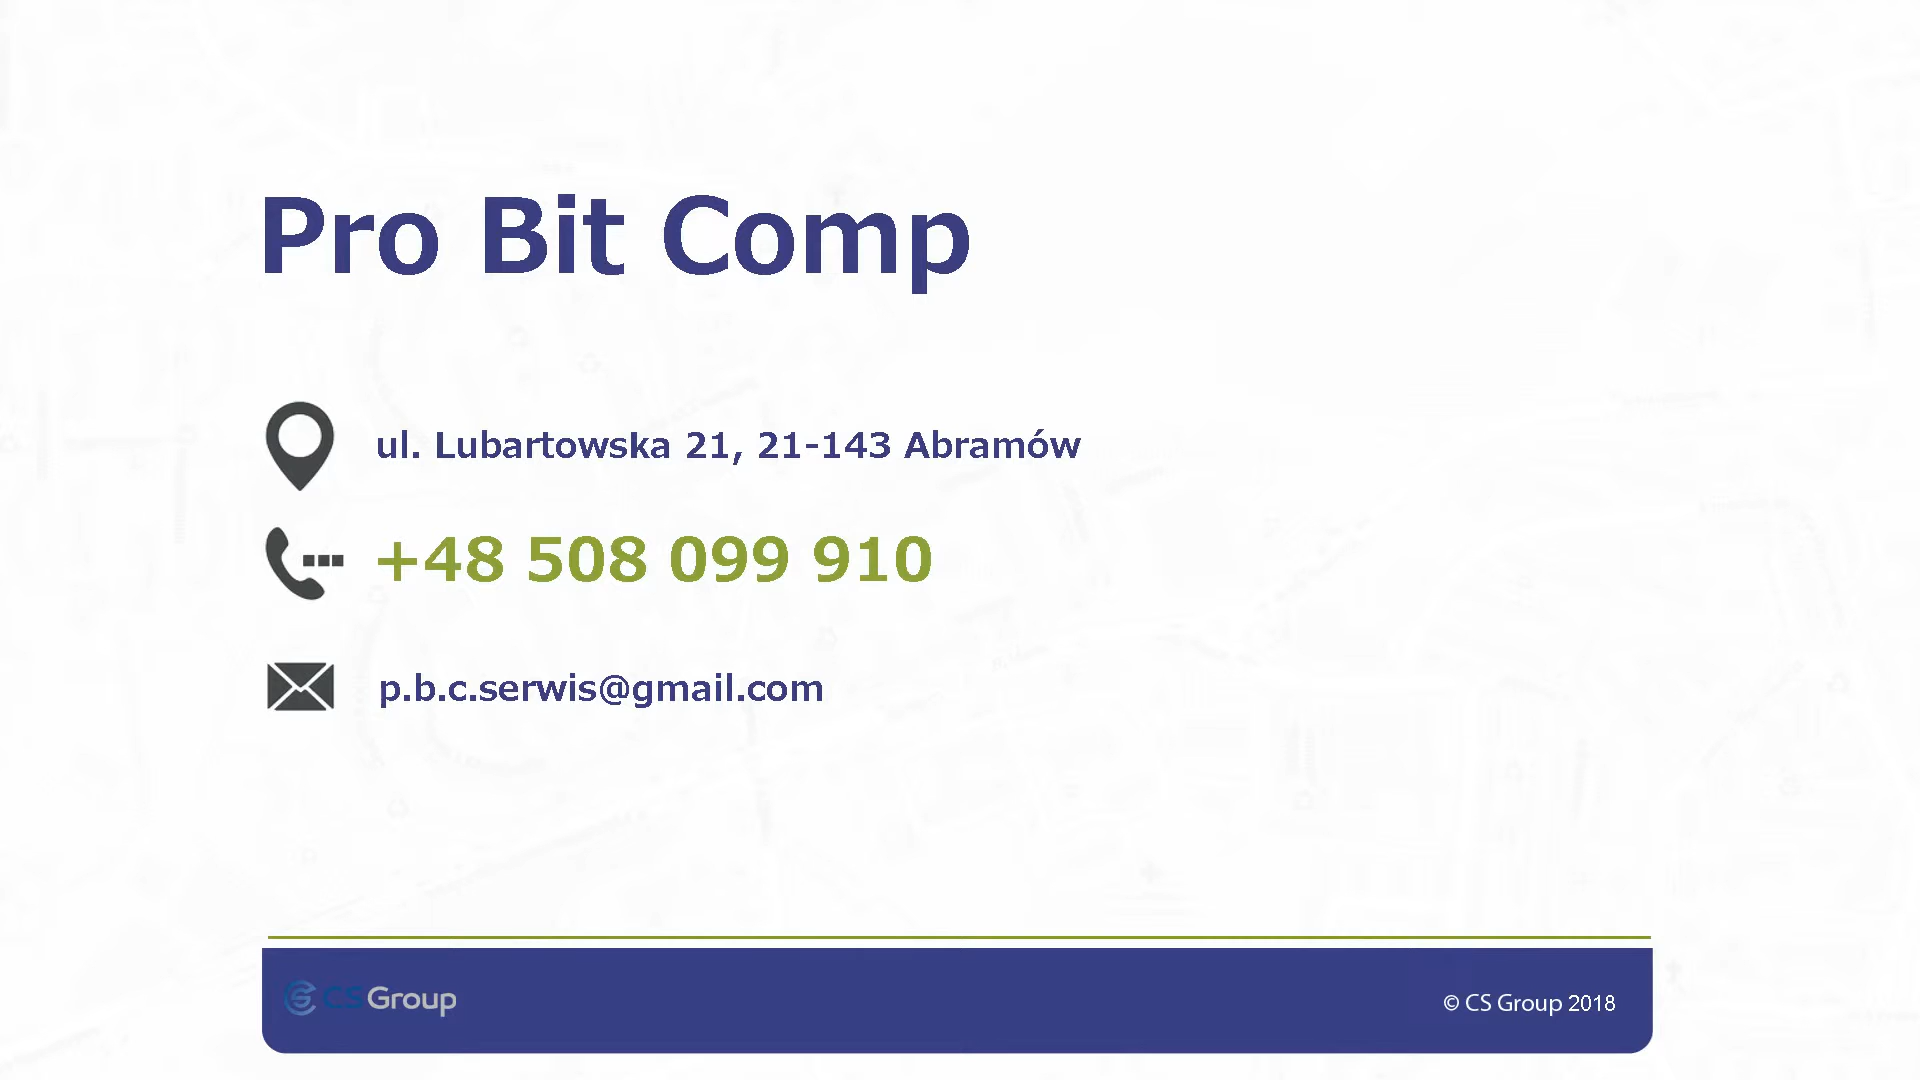 Pro Bit Comp
ul. Lubartowska 21, 21-143 Abramów
+48 508 099 910
p.b.c.serwis@gmail.com
CS Group
© CS Group 2018